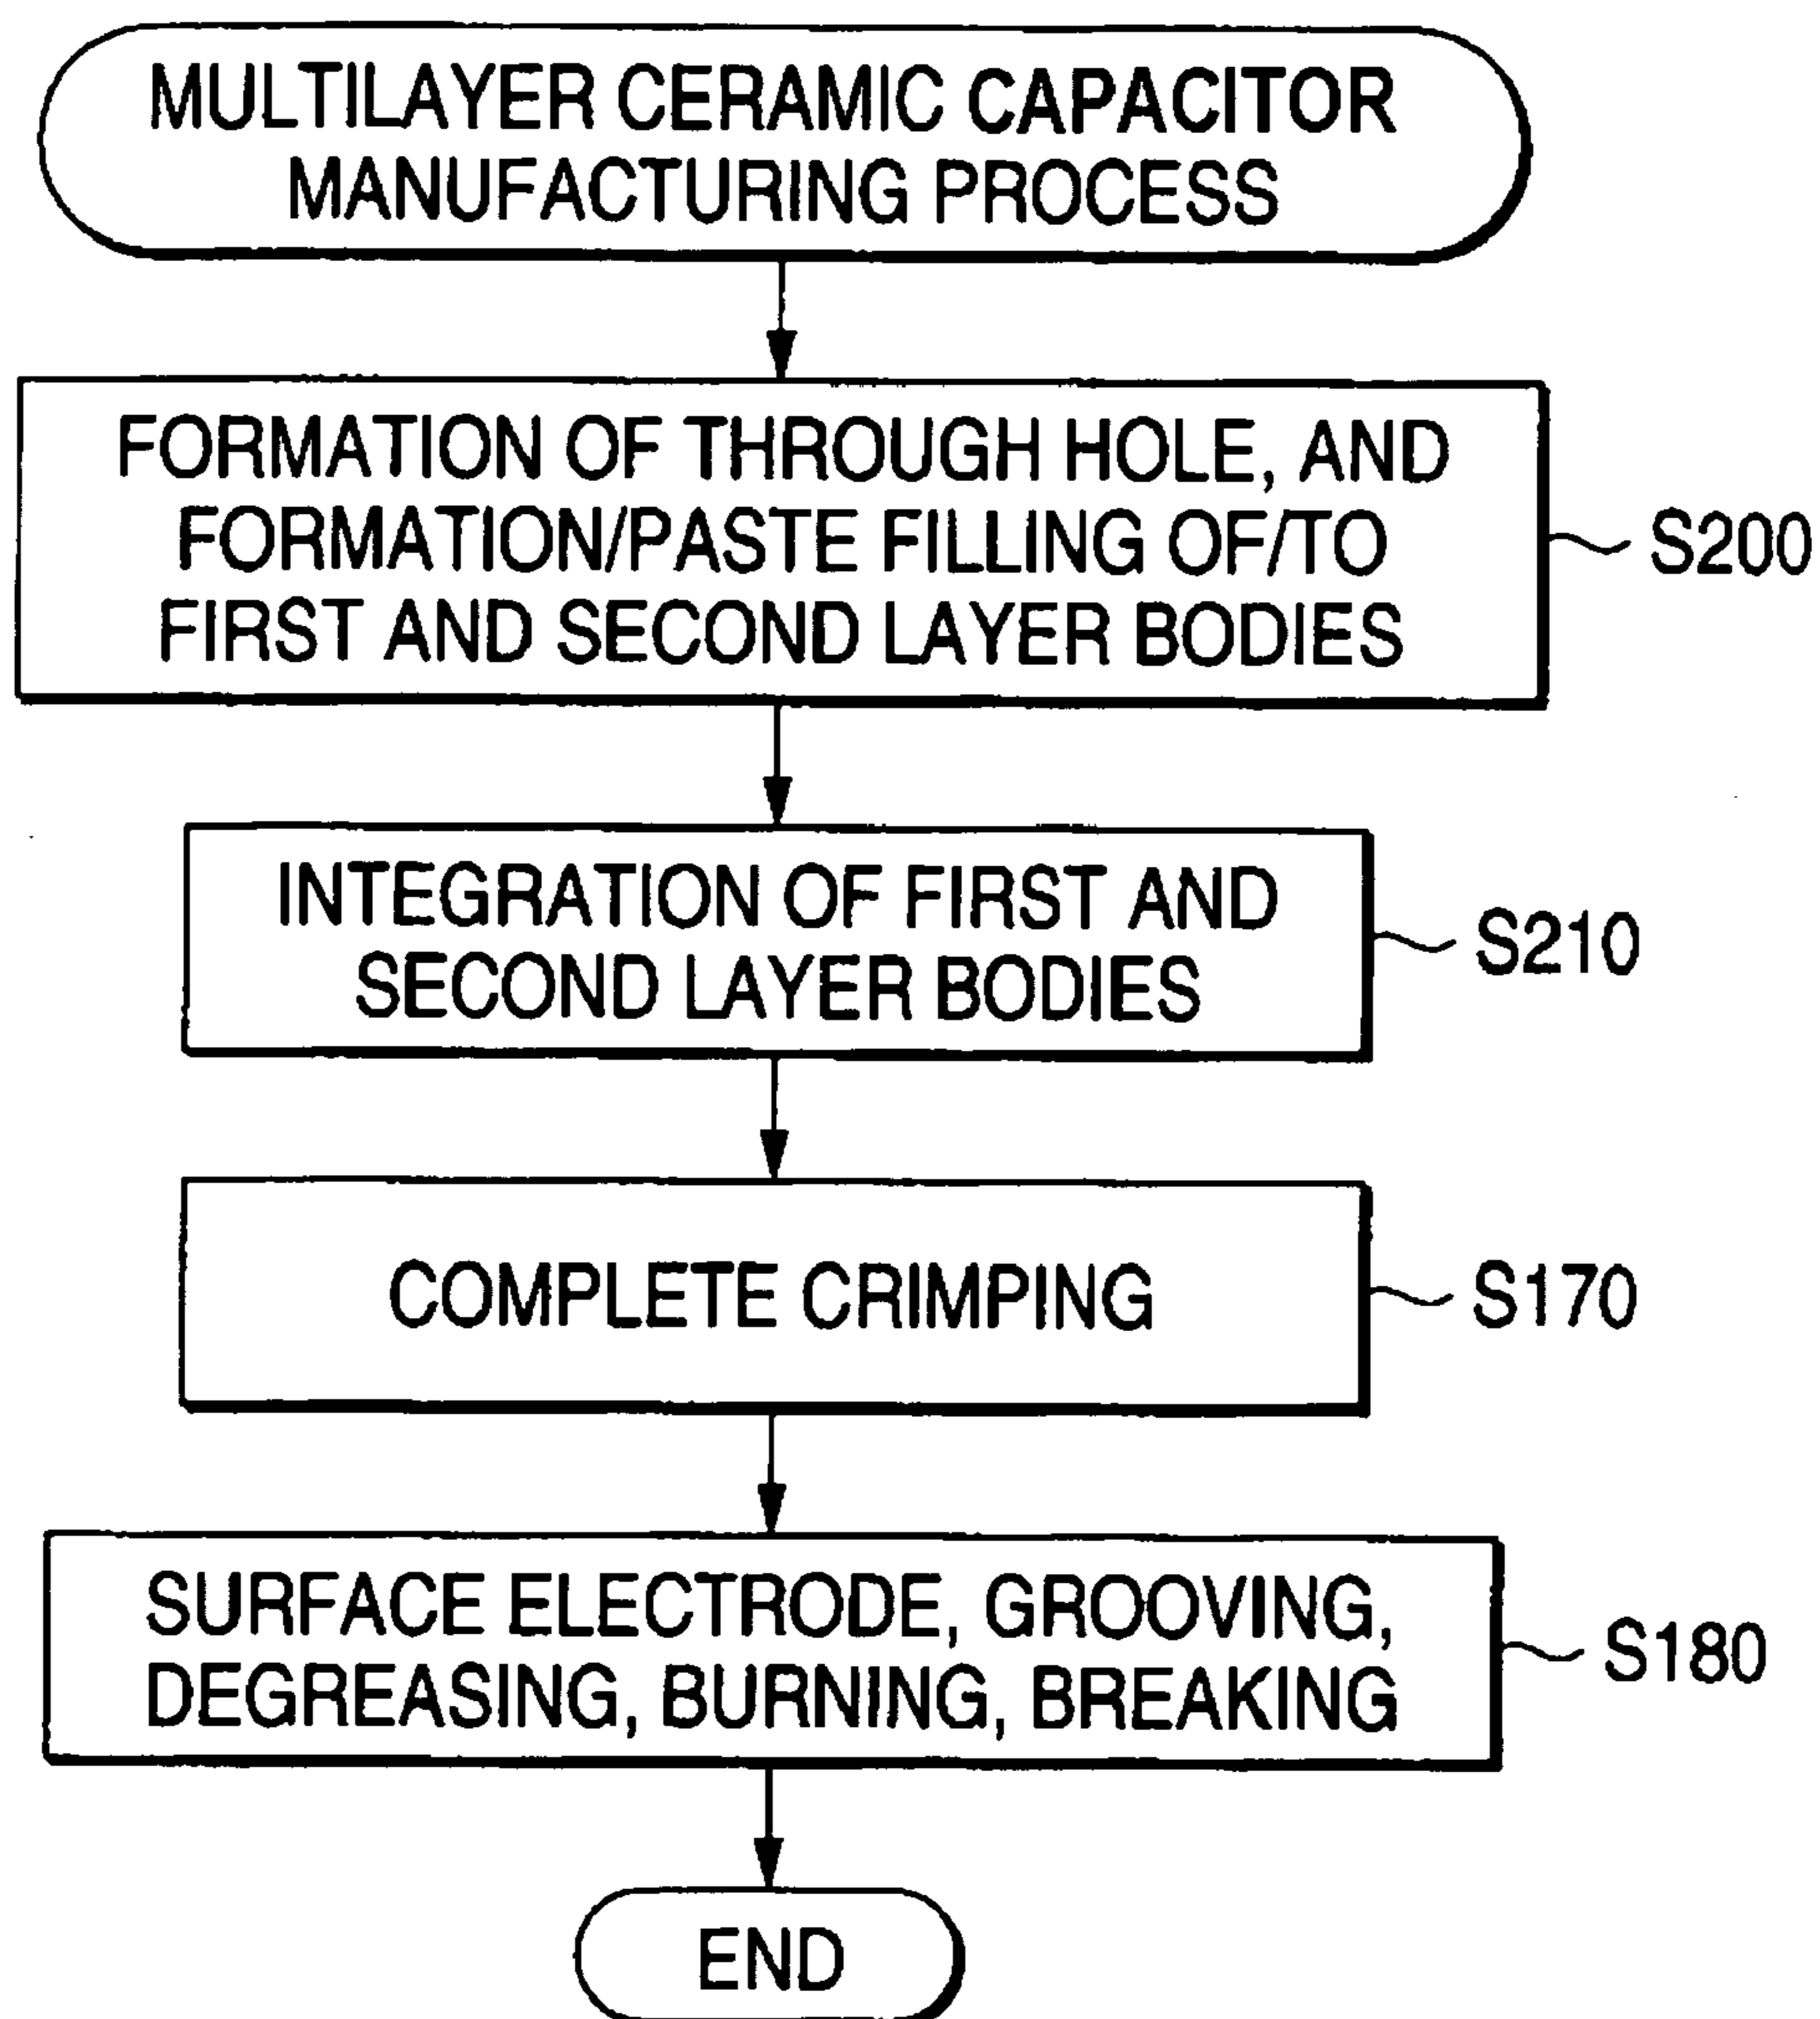 MULTILAYER CERAMIC CAPACITOR
MANUFACTURING PROCESS
FORMATION OF THROUGH HOLE, AND
FORMATION/PASTE FILLING OF/TO
FIRST AND SECOND LAYER BODIES
S200
INTEGRATION OF FIRST AND
SECOND LAYER BODIES
S210
COMPLETE CRIMPING
S170
SURFACE ELECTRODE, GROOVING,
DEGREASING, BURNING, BREAKING
S180
END